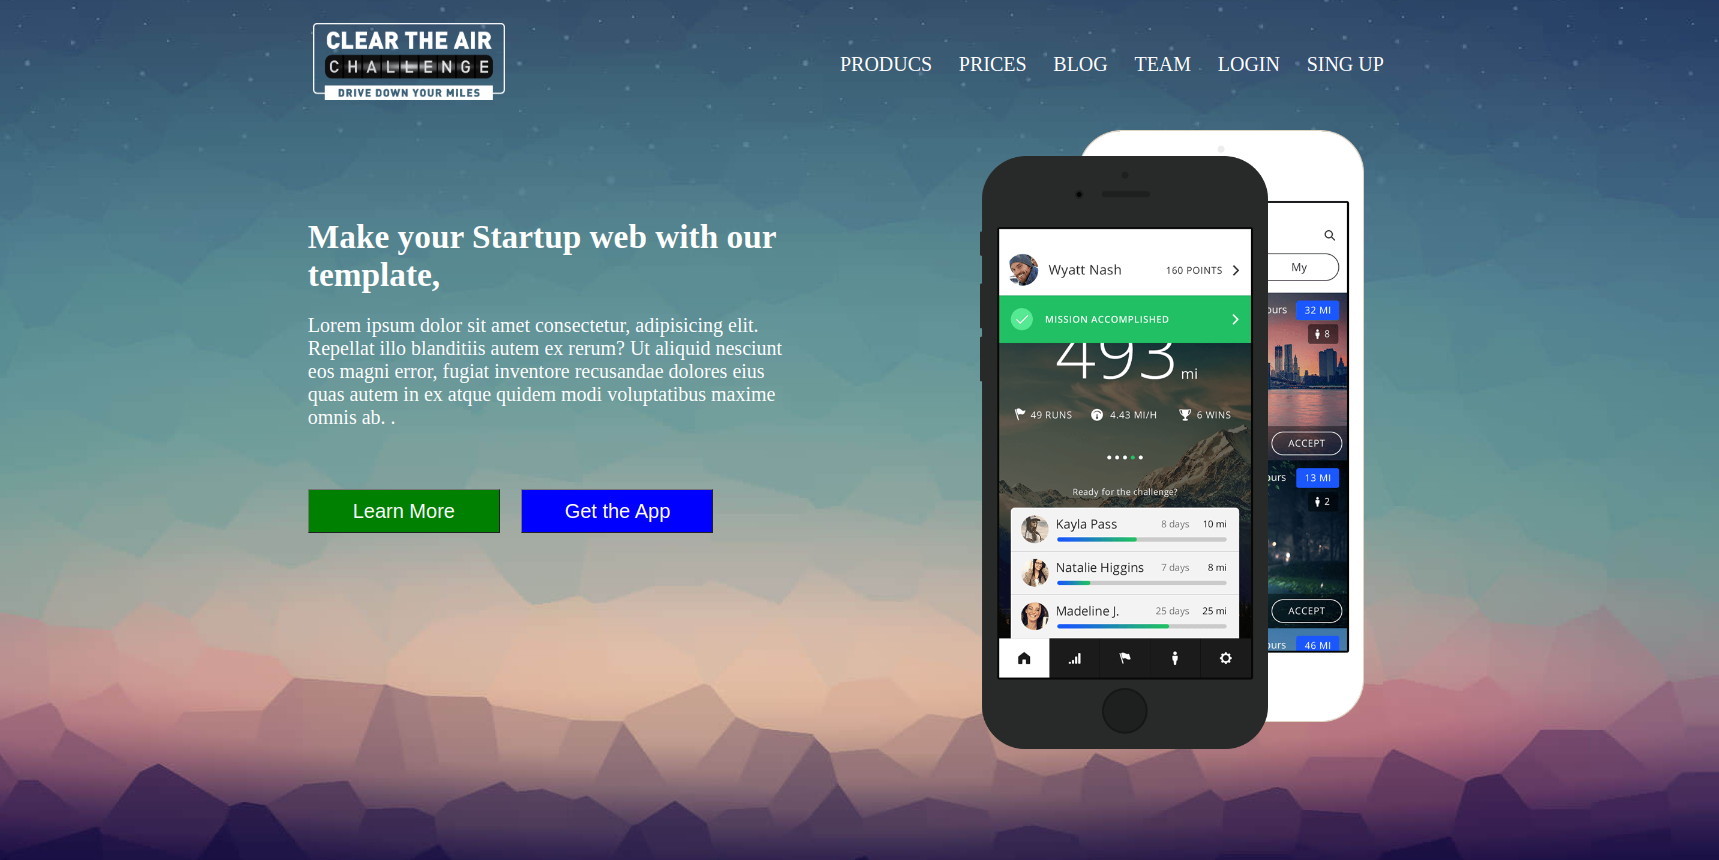 CLEAR THE AIR
CHALLENGE
DRIVE DOWN YOUR MILES
PRODUCS PRICES BLOG TEAM LOGIN SING UP
Make your Startup web with our
template,
Lorem ipsum dolor sit amet consectetur, adipisicing elit.
Repellat illo blanditiis autem ex rerum? Ut aliquid nesciunt
eos magni error, fugiat inventore recusandae dolores eius
quas autem in ex atque quidem modi voluptatibus maxime
omnis ab. .
Learn More
Get the App
Wyatt Nash 160 POINTS
MISSION ACCOMPLISHED
493 mi
49 RUNS 4.43 MI/H 6 WINS
Ready for the challenge?
Kayla Pass 8 days 10 mi
Natalie Higgins 7 days 8 mi
Madeline J. 25 days 25 mi
My
ours 32 MI
8
ACCEPT
ours 13 MI
2
ACCEPT
ours 46 MI